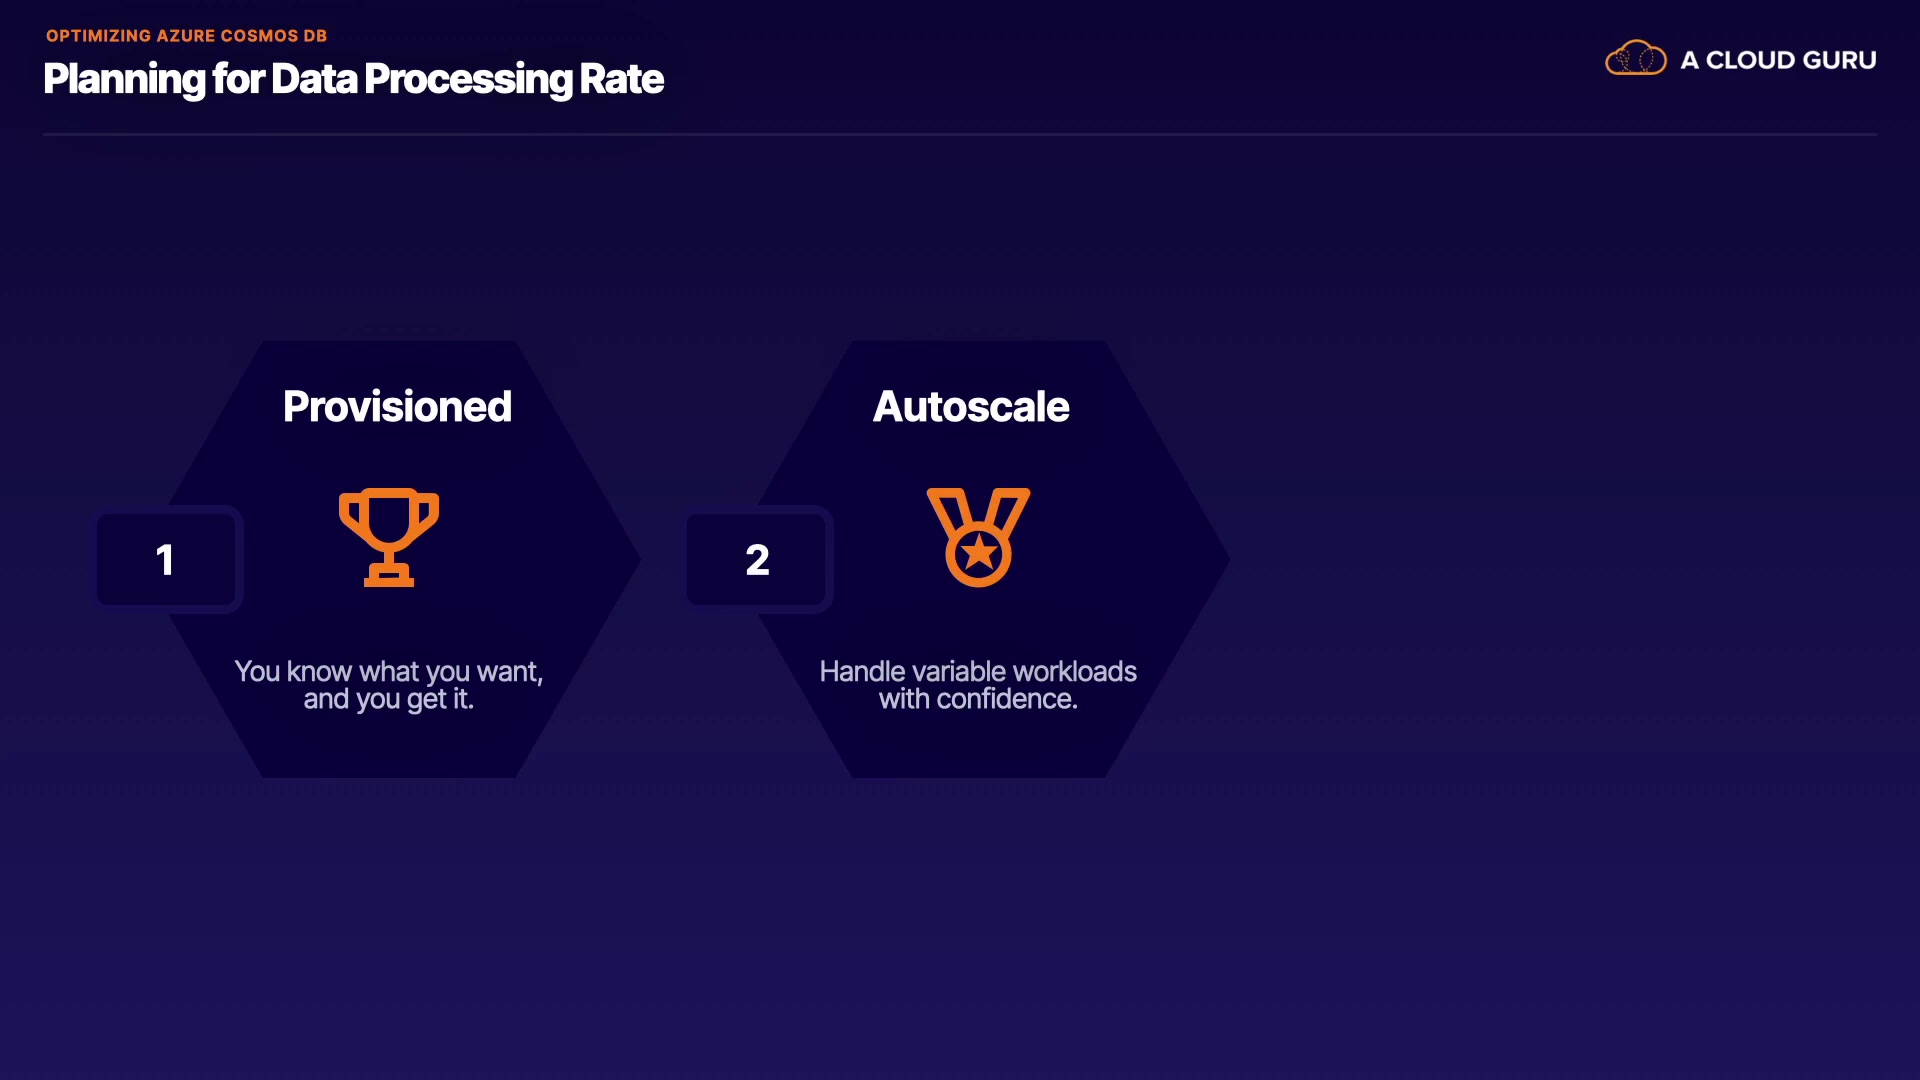 OPTIMIZING AZURE COSMOS DB
Planning for Data Processing Rate
A CLOUD GURU
Provisioned
1
You know what you want,
and you get it.
Autoscale
2
Handle variable workloads
with confidence.